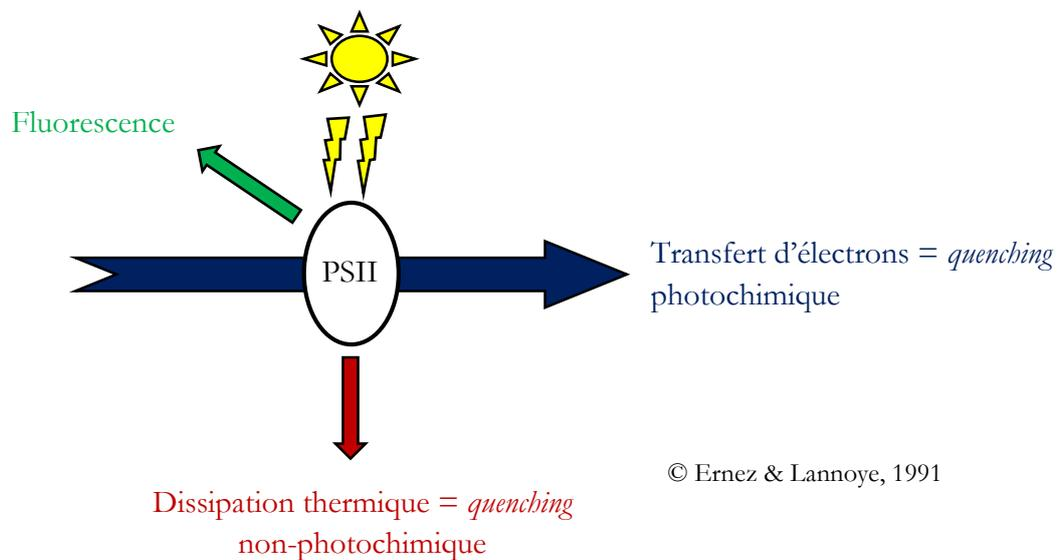 Fluorescence
PSII
Transfert d'électrons = quenching
photochimique
© Ernez & Lannoye, 1991
Dissipation thermique = quenching
non-photochimique